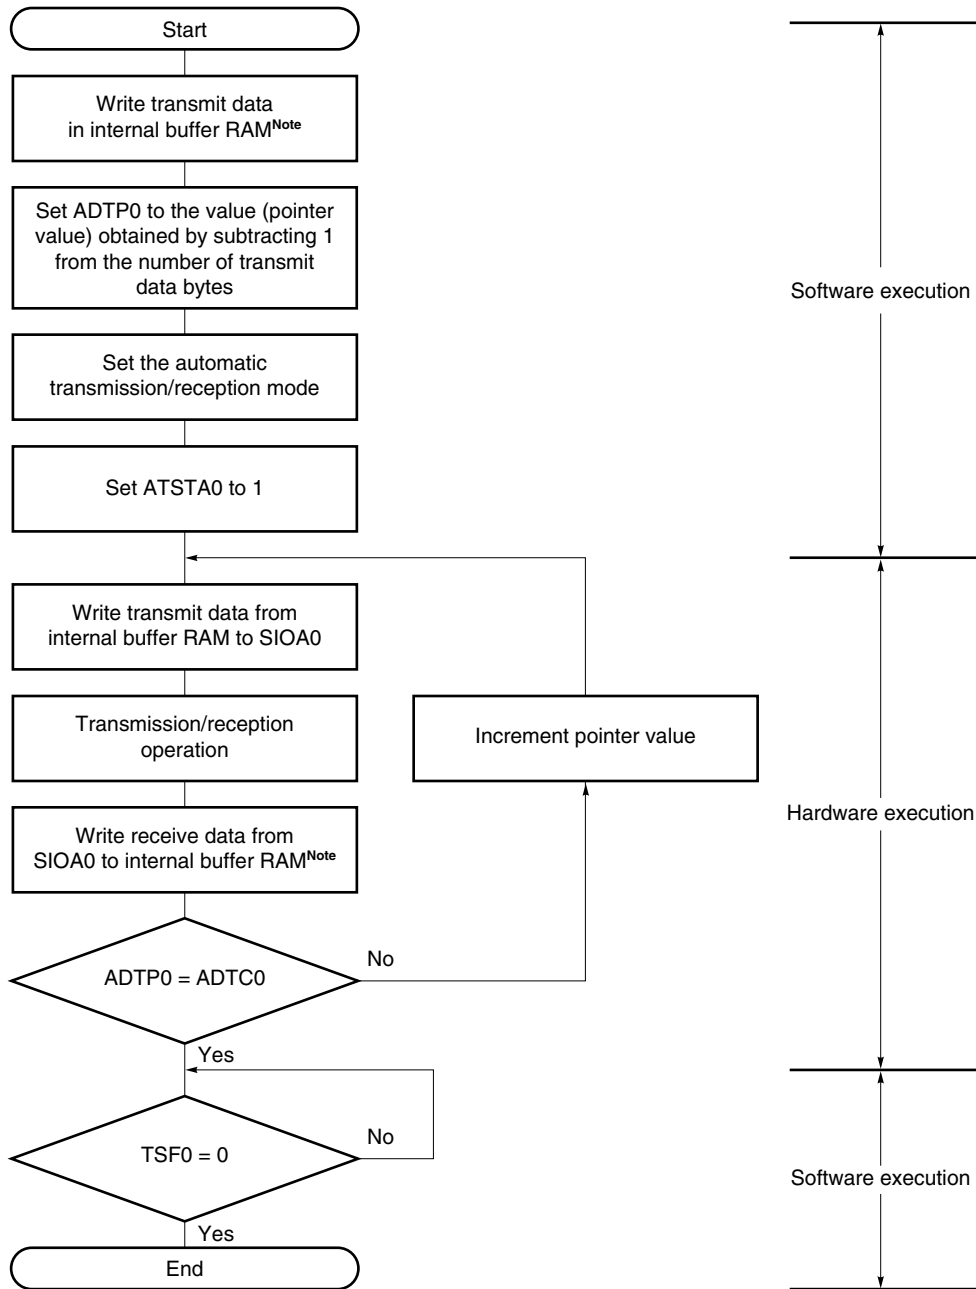 Start
Write transmit data
in internal buffer RAMNote
Set ADTP0 to the value (pointer
value) obtained by subtracting 1
from the number of transmit
data bytes
Software execution
Set the automatic
transmission/reception mode
Set ATSTA0 to 1
Write transmit data from
internal buffer RAM to SIOA0
Transmission/reception
operation
Increment pointer value
Hardware execution
Write receive data from
SIOA0 to internal buffer RAMNote
ADTP0 = ADTC0
No
Yes
TSF0 = 0
No
Software execution
Yes
End